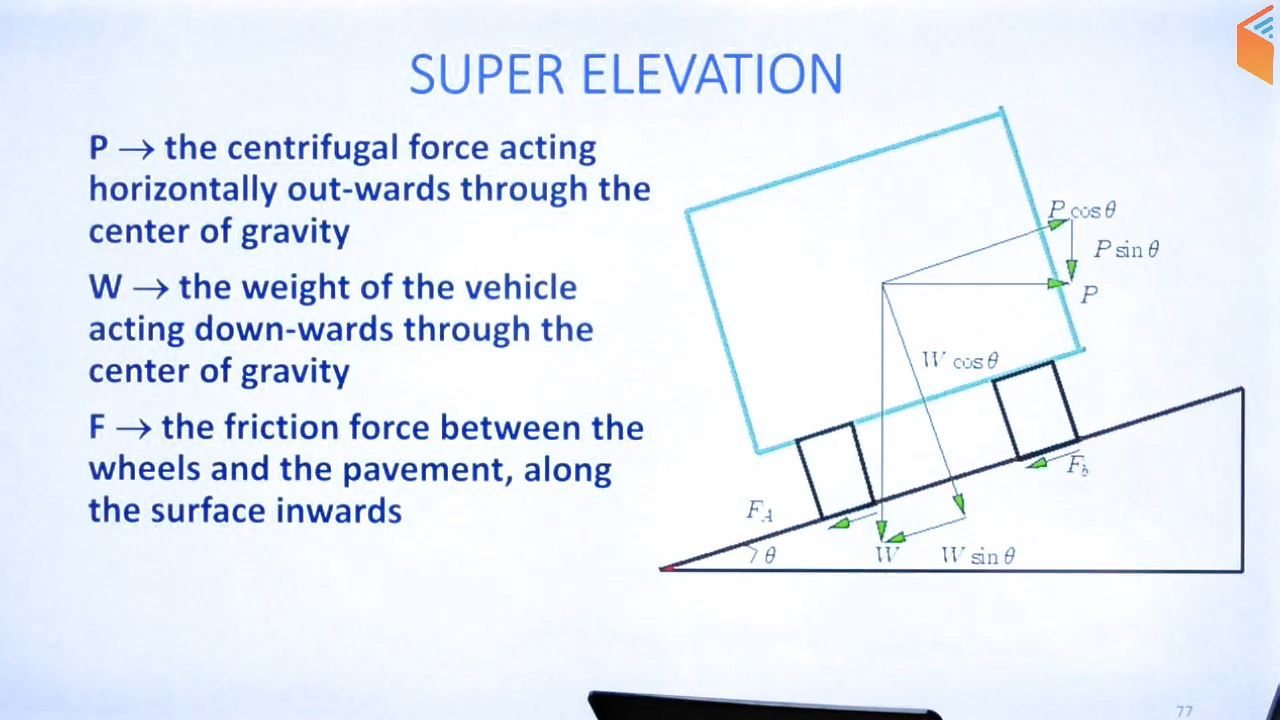 SUPER ELEVATION
P → the centrifugal force acting
horizontally out-wards through the
center of gravity
W → the weight of the vehicle
acting down-wards through the
center of gravity
F → the friction force between the
wheels and the pavement, along
the surface inwards
P cos θ
P sin θ
P
W cos θ
F_b
F_A
θ
W
W sin θ
77